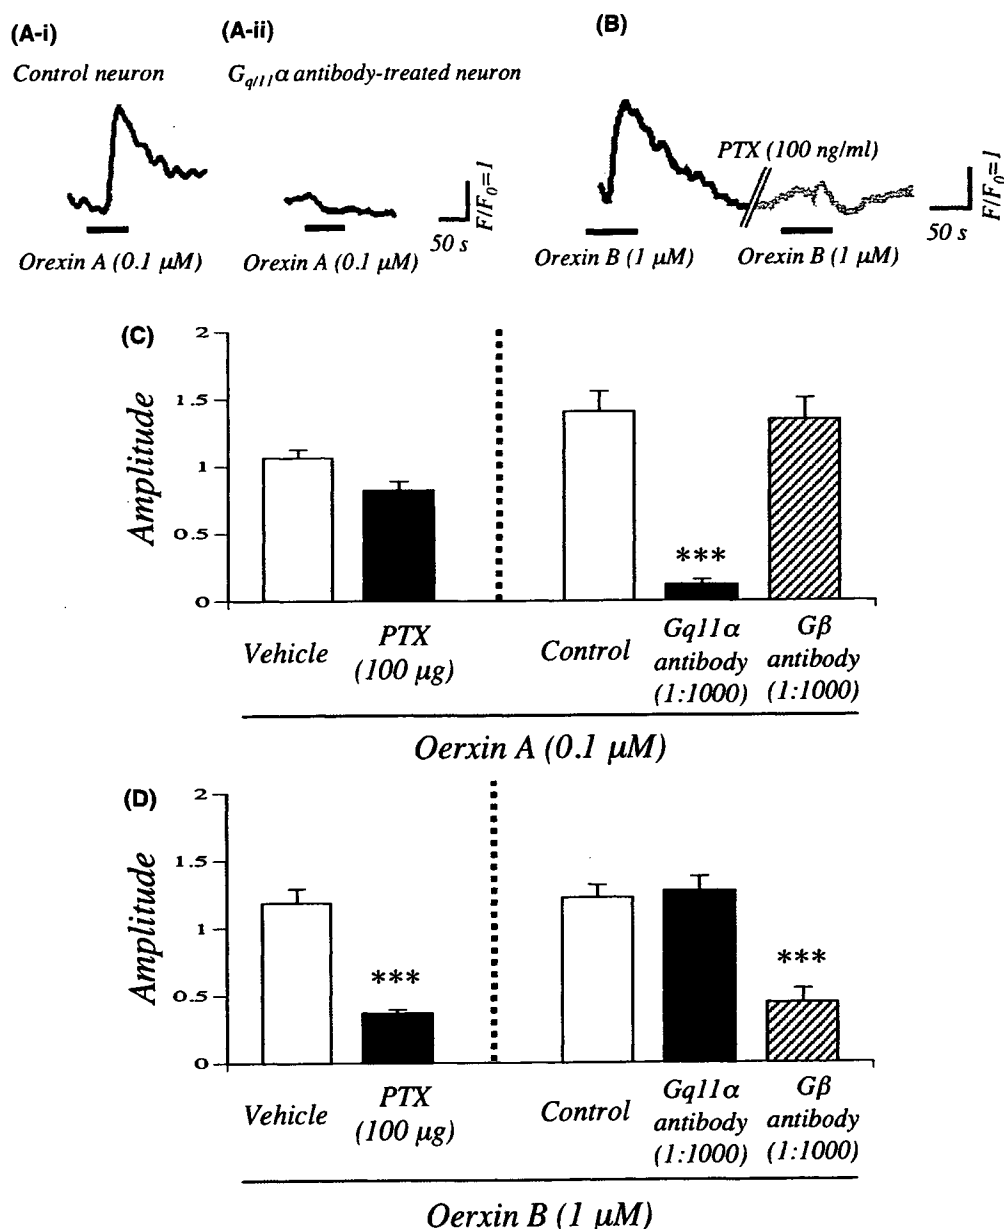 (A-i)
(A-ii)
(B)
Control neuron
Gq/11α antibody-treated neuron
PTX (100 ng/ml)
F/F0=1
50 s
F/F0=1
50 s
Orexin A (0.1 µM)
Orexin A (0.1 µM)
Orexin B (1 µM)
Orexin B (1 µM)
(C)
2
1.5
1
0.5
0
Amplitude
***
Vehicle
PTX
(100 µg)
Control
Gq11α
antibody
(1:1000)
Gβ
antibody
(1:1000)
Oerxin A (0.1 µM)
(D)
2
1.5
1
0.5
0
Amplitude
***
***
Vehicle
PTX
(100 µg)
Control
Gq11α
antibody
(1:1000)
Gβ
antibody
(1:1000)
Oerxin B (1 µM)